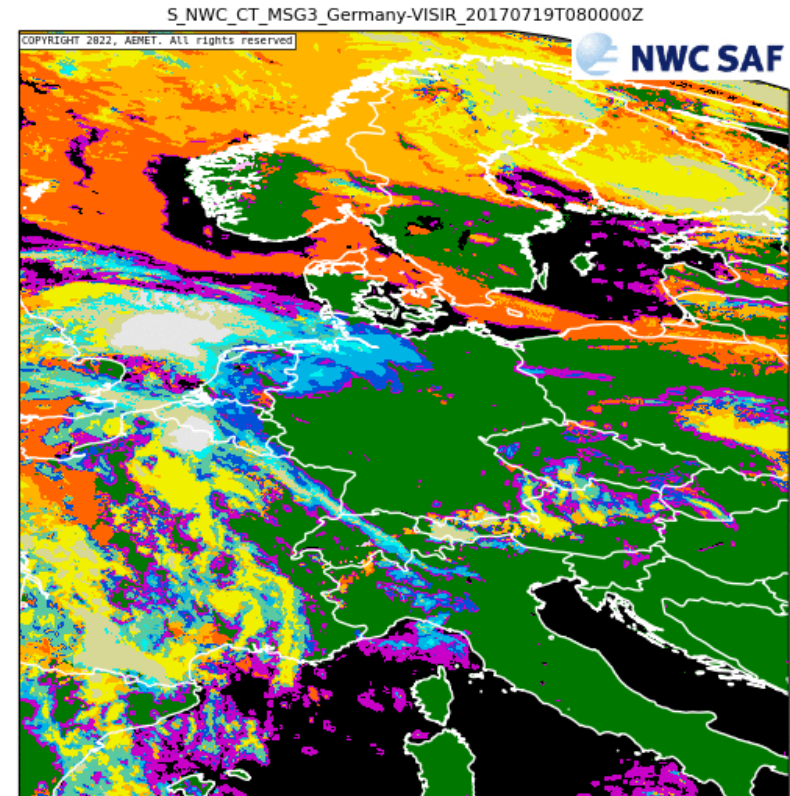 S_NWC_CT_MSG3_Germany-VISIR_20170719T080000Z
COPYRIGHT 2022, AEMET. All rights reserved
NWC SAF